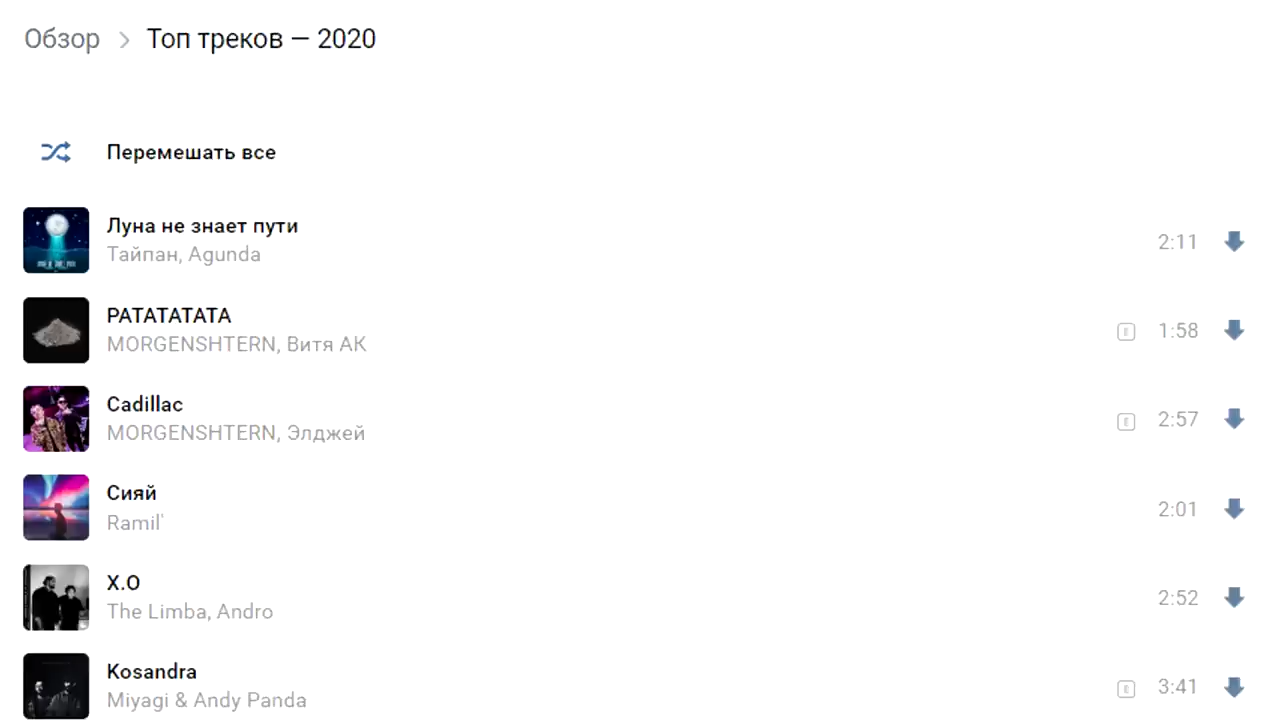 Обзор > Топ треков — 2020
Перемешать все
Луна не знает пути
Тайпан, Agunda
2:11
РАТАТАТАТА
MORGENSHTERN, Витя АК
E 1:58
Cadillac
MORGENSHTERN, Элджей
E 2:57
Сияй
Ramil'
2:01
X.O
The Limba, Andro
2:52
Kosandra
Miyagi & Andy Panda
E 3:41